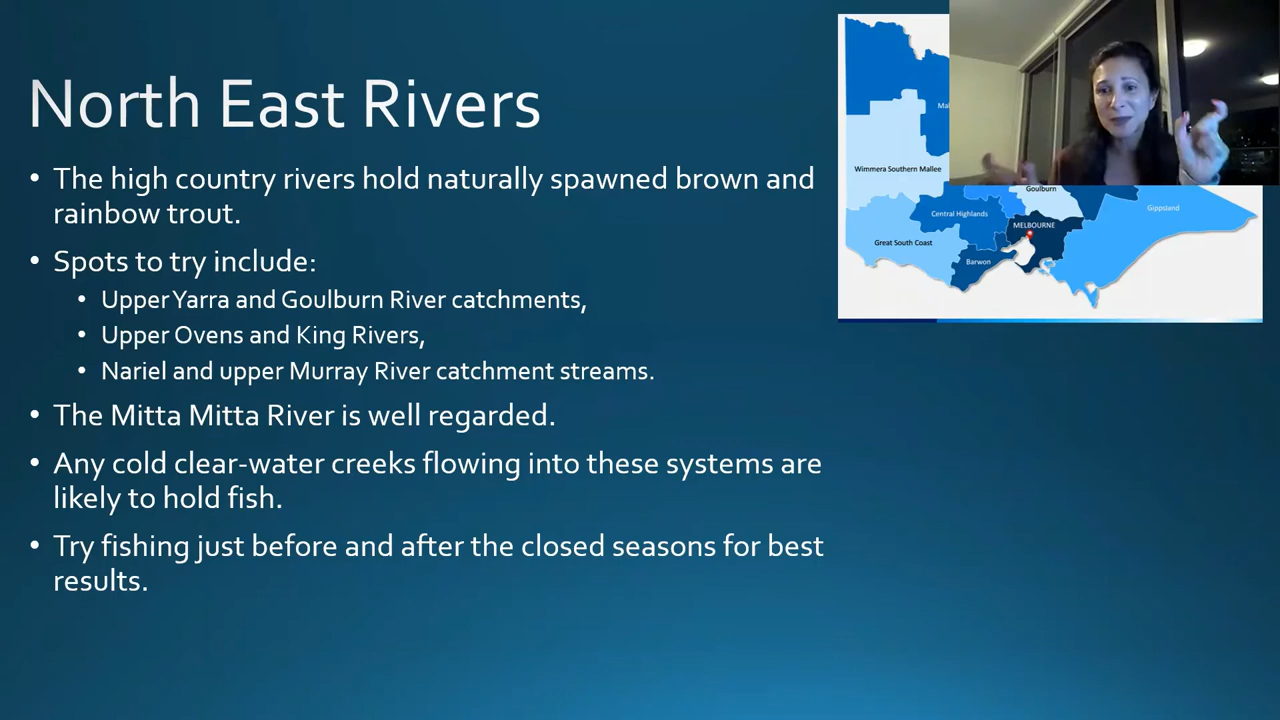 North East Rivers
• The high country rivers hold naturally spawned brown and
rainbow trout.
• Spots to try include:
• Upper Yarra and Goulburn River catchments,
• Upper Ovens and King Rivers,
• Nariel and upper Murray River catchment streams.
• The Mitta Mitta River is well regarded.
• Any cold clear-water creeks flowing into these systems are
likely to hold fish.
• Try fishing just before and after the closed seasons for best
results.
Wimmera Southern Mallee
Goulburn
Central Highlands
Gippsland
MELBOURNE
Great South Coast
Barwon